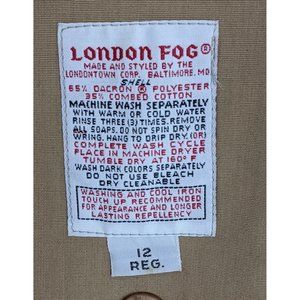 LONDON FOG®
MADE AND STYLED BY THE
LONDONTOWN CORP. BALTIMORE, MD.
SHELL
65% DACRON ® POLYESTER
35% COMBED COTTON
MACHINE WASH SEPARATELY
WITH WARM OR COLD WATER
RINSE THREE (3) TIMES. REMOVE
ALL SOAPS. DO NOT SPIN DRY OR
WRING. HANG TO DRIP DRY. (OR)
COMPLETE WASH CYCLE
PLACE IN MACHINE DRYER
TUMBLE DRY AT 160° F
WASH DARK COLORS SEPARATELY
DO NOT USE BLEACH
DRY CLEANABLE
WASHING AND COOL IRON
TOUCH UP RECOMMENDED
FOR APPEARANCE AND LONGER
LASTING REPELLENCY
12
REG.